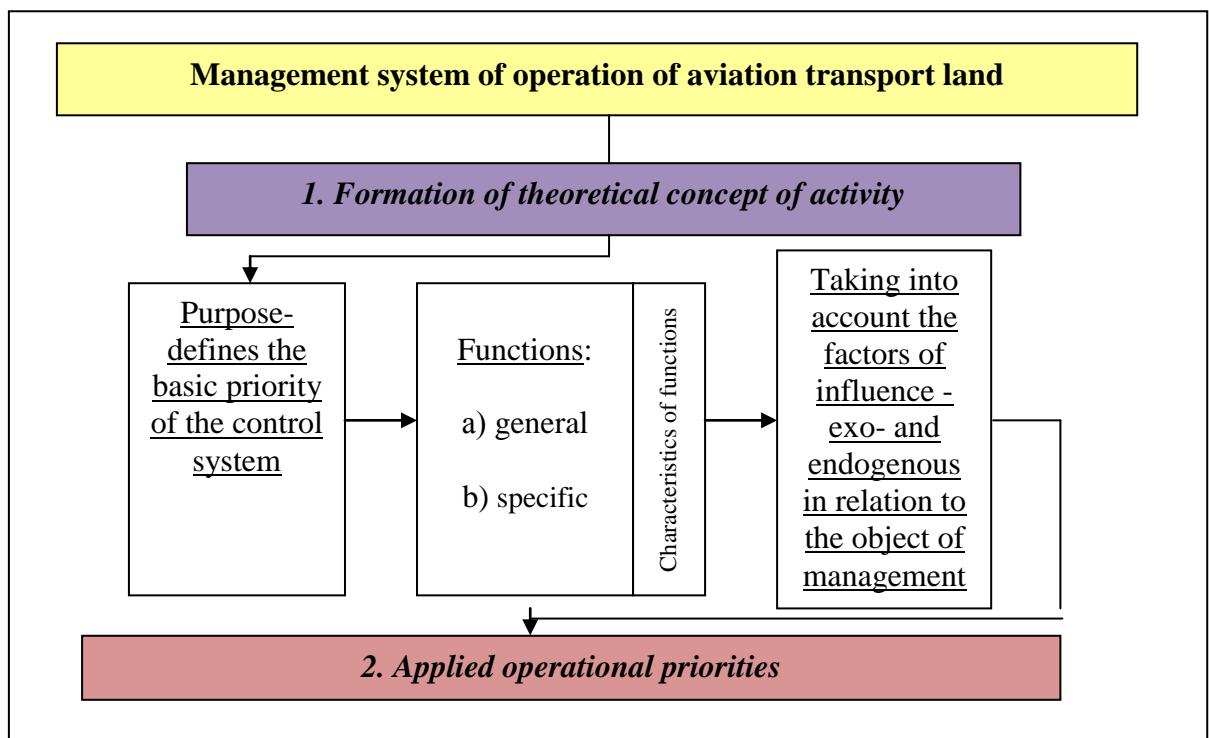 Management system of operation of aviation transport land
1. Formation of theoretical concept of activity
Purpose-
defines the
basic priority
of the control
system
Functions:
a) general
b) specific
Characteristics of functions
Taking into
account the
factors of
influence -
exo- and
endogenous
in relation to
the object of
management
2. Applied operational priorities